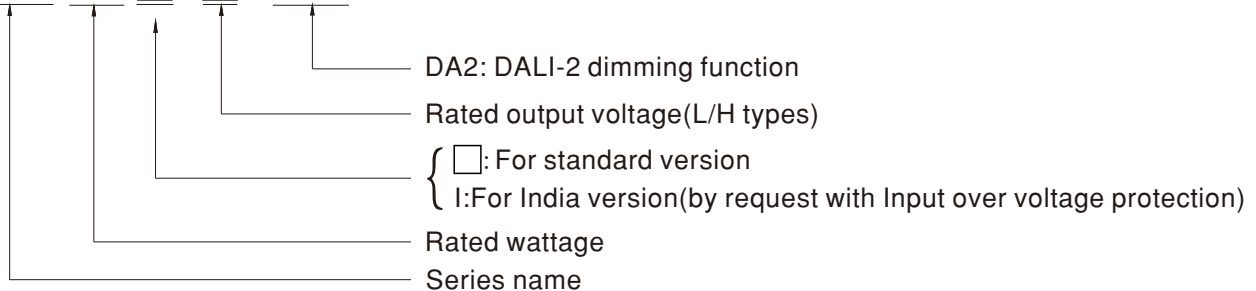 DA2: DALI-2 dimming function
Rated output voltage(L/H types)
□: For standard version
I:For India version(by request with Input over voltage protection)
Rated wattage
Series name